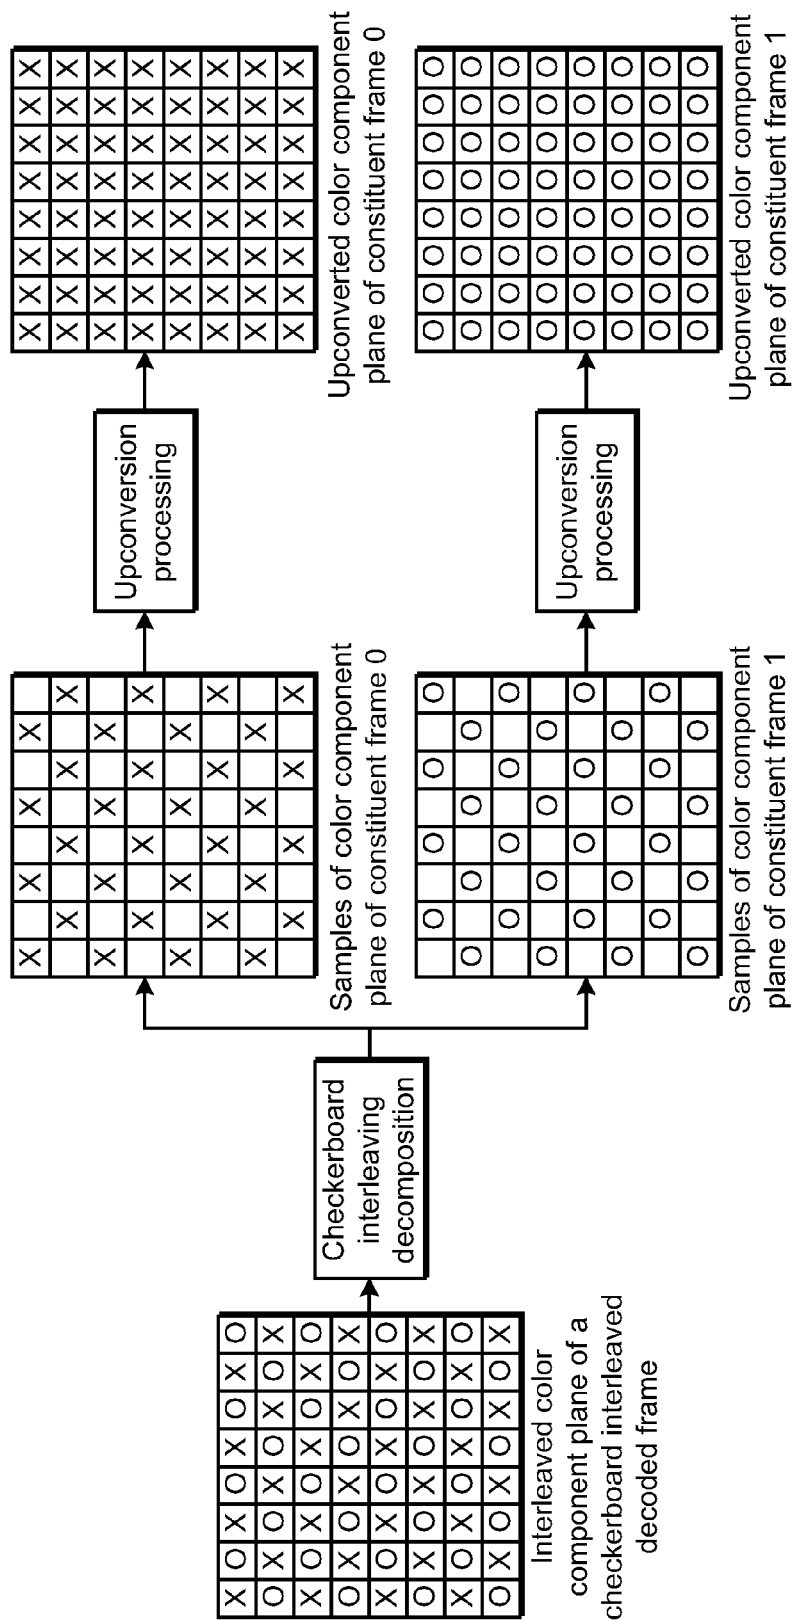 X O X O X O X O
O X O X O X O X
X O X O X O X O
O X O X O X O X
X O X O X O X O
O X O X O X O X
X O X O X O X O
O X O X O X O X
Interleaved color
component plane of a
checkerboard interleaved
decoded frame
Checkerboard
interleaving
decomposition
X X X X
X X X X
X X X X
X X X X
X X X X
X X X X
X X X X
X X X X
Samples of color component
plane of constituent frame 0
Upconversion
processing
X X X X X X X X
X X X X X X X X
X X X X X X X X
X X X X X X X X
X X X X X X X X
X X X X X X X X
X X X X X X X X
X X X X X X X X
Upconverted color component
plane of constituent frame 0
O O O O
O O O O
O O O O
O O O O
O O O O
O O O O
O O O O
O O O O
Samples of color component
plane of constituent frame 1
Upconversion
processing
O O O O O O O O
O O O O O O O O
O O O O O O O O
O O O O O O O O
O O O O O O O O
O O O O O O O O
O O O O O O O O
O O O O O O O O
Upconverted color component
plane of constituent frame 1